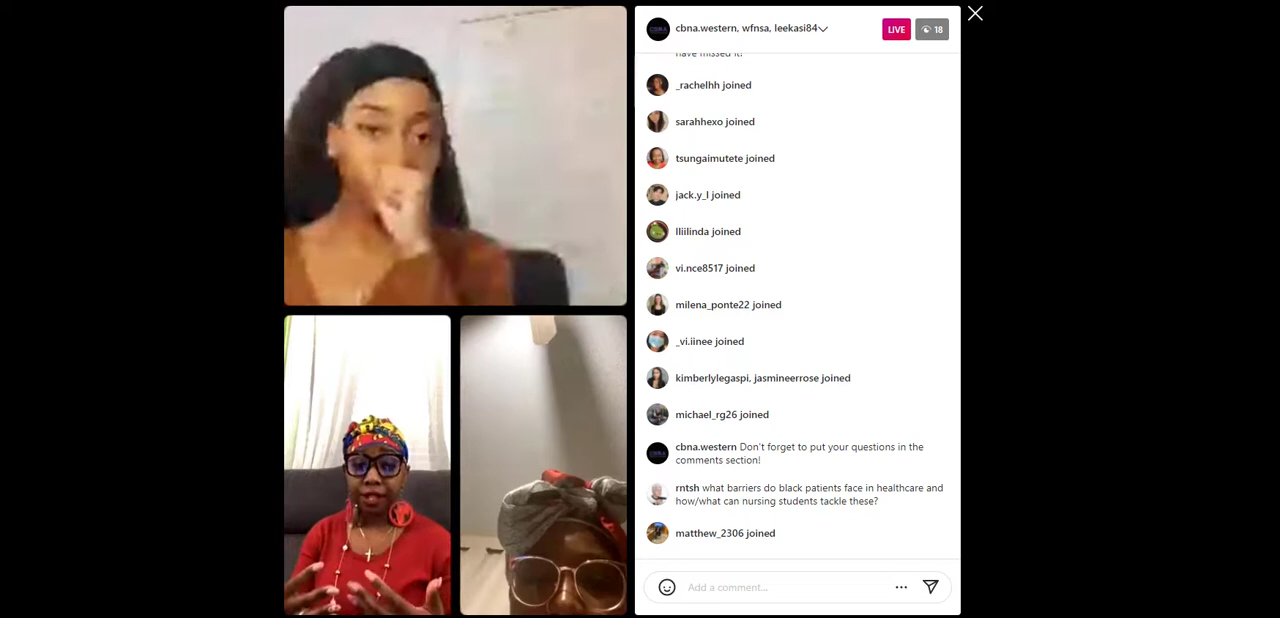 cbna.western, wfnsa, leekasi84
LIVE
18
have missed it!
_rachelhh joined
sarahhexo joined
tsungaimutete joined
jack.y_l joined
lliilinda joined
vi.nce8517 joined
milena_ponte22 joined
_vi.iinee joined
kimberlylegaspi, jasmineerrose joined
michael_rg26 joined
cbna.western Don't forget to put your questions in the
comments section!
rntsh what barriers do black patients face in healthcare and
how/what can nursing students tackle these?
matthew_2306 joined
Add a comment...